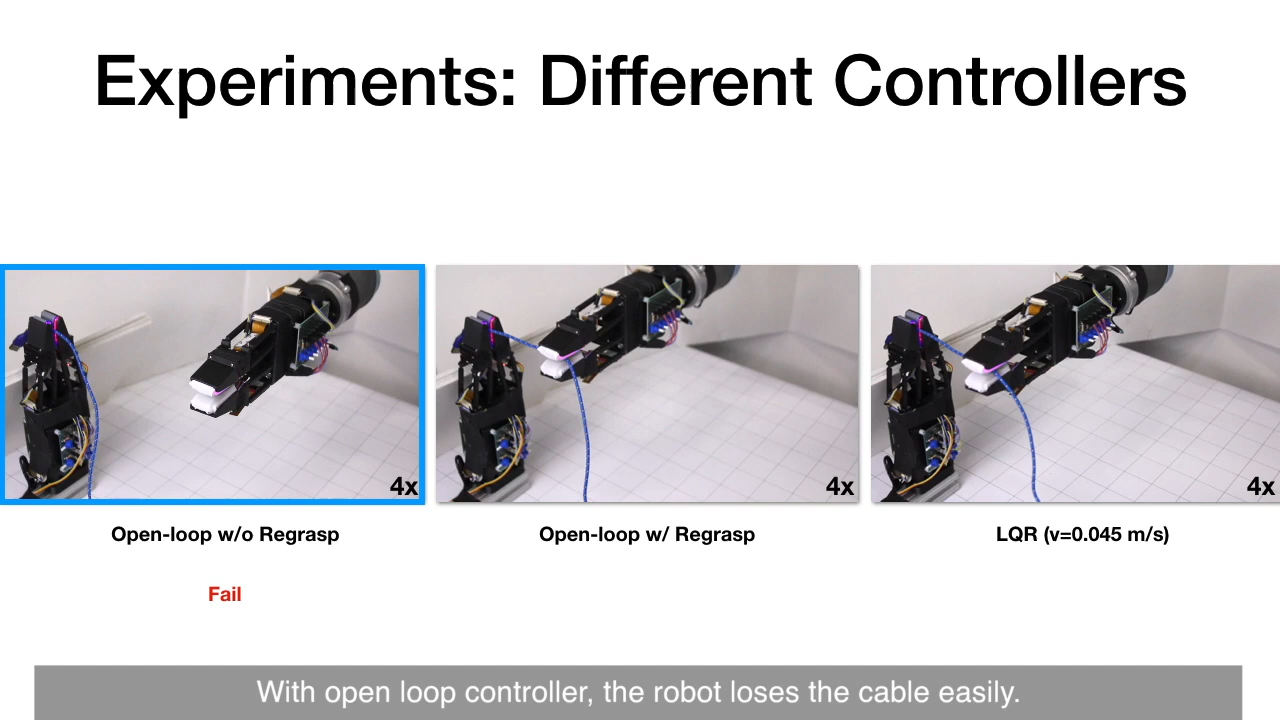 Experiments: Different Controllers
4x
4x
4x
Open-loop w/o Regrasp
Open-loop w/ Regrasp
LQR (v=0.045 m/s)
Fail
With open loop controller, the robot loses the cable easily.